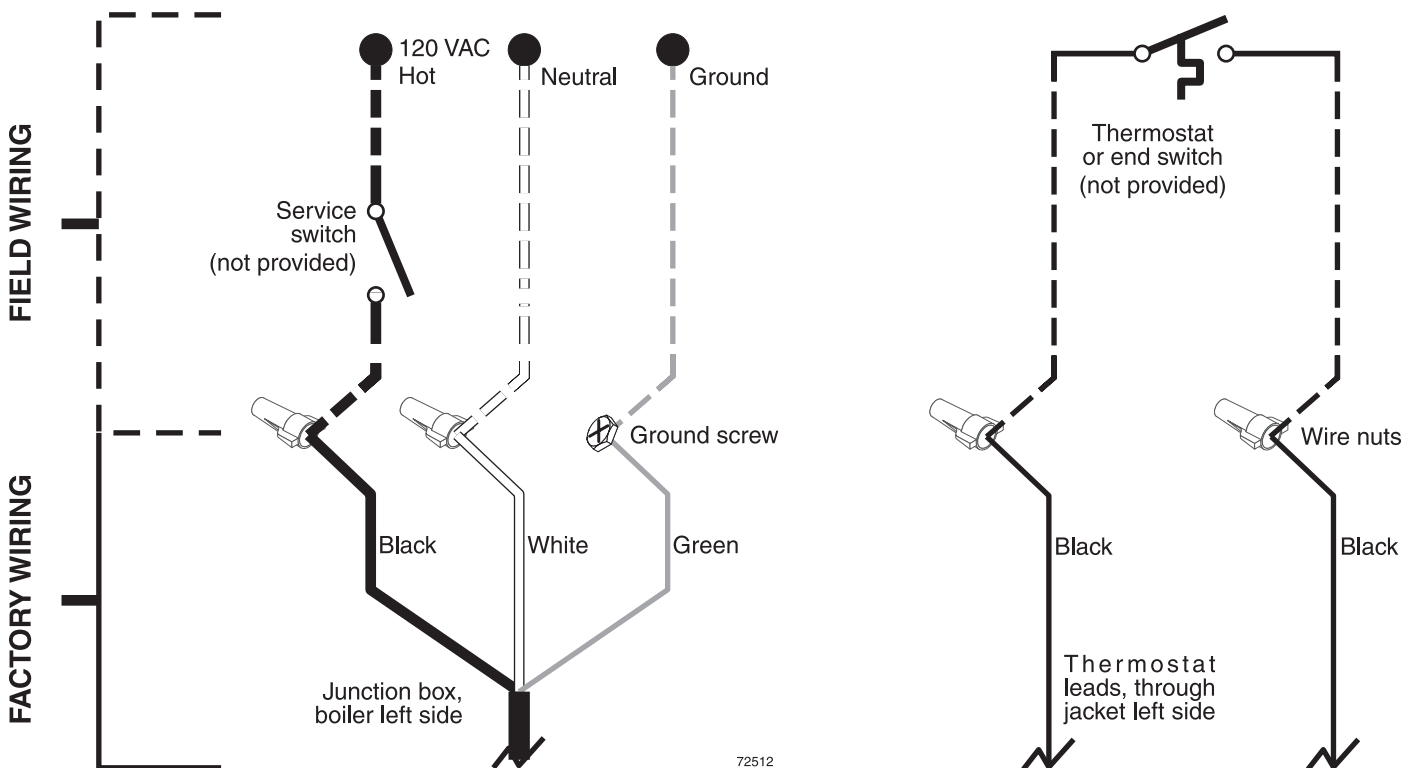 FIELD WIRING
FACTORY WIRING
120 VAC
Hot
Neutral
Ground
Service
switch
(not provided)
Thermostat
or end switch
(not provided)
Ground screw
Wire nuts
Black
White
Green
Black
Black
Junction box,
boiler left side
Thermostat
leads, through
jacket left side
72512